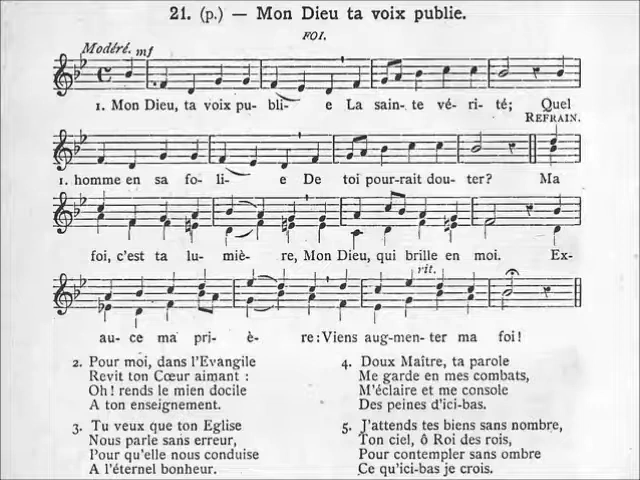 21. (p.) — Mon Dieu ta voix publie.
FOI.
Modéré. mf
1. Mon Dieu, ta voix pu- bli- e La sain- te vé- ri- té; Quel
REFRAIN.
1. homme en sa fo- li- e De toi pour-rait dou- ter? Ma
foi, c'est ta lu- miè- re, Mon Dieu, qui brille en moi. Ex-
rit.
au- ce ma pri- è- re: Viens aug-men- ter ma foi!
2. Pour moi, dans l'Evangile
Revit ton Cœur aimant :
Oh! rends le mien docile
A ton enseignement.
3. Tu veux que ton Eglise
Nous parle sans erreur,
Pour qu'elle nous conduise
A l'éternel bonheur.
4. Doux Maître, ta parole
Me garde en mes combats,
M'éclaire et me console
Des peines d'ici-bas.
5. J'attends tes biens sans nombre,
Ton ciel, ô Roi des rois,
Pour contempler sans ombre
Ce qu'ici-bas je crois.